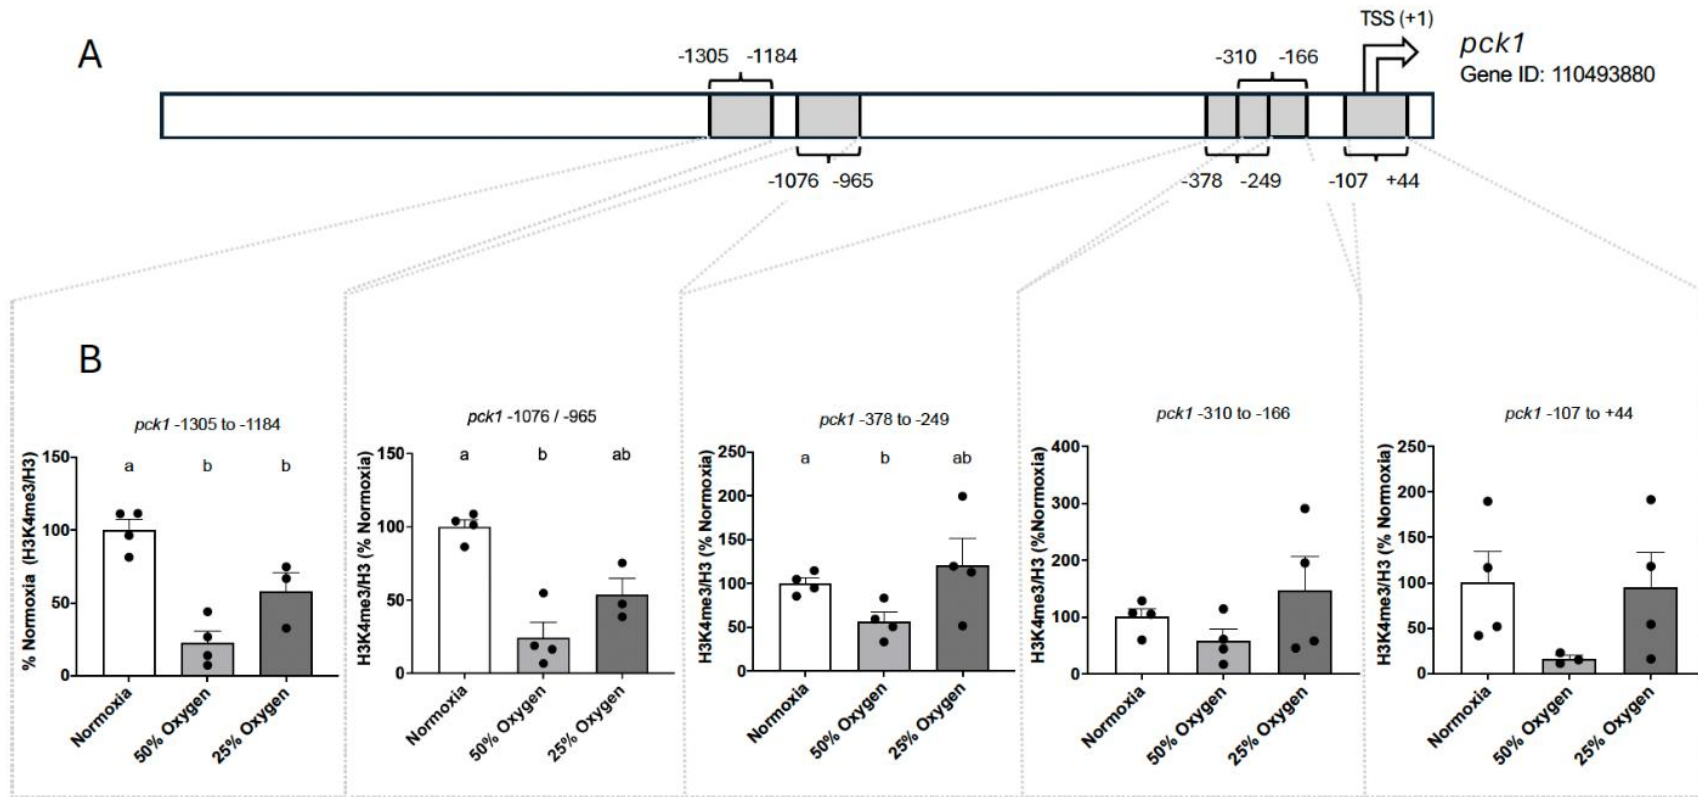 A
TSS (+1)
pck1
Gene ID: 110493880
-1305 -1184
-310 -166
-1076 -965
-378 -249
-107 +44
B
pck1 -1305 to -1184
% Normoxia (H3K4me3/H3)
150
100
50
0
a b b
Normoxia
50% Oxygen
25% Oxygen
pck1 -1076 / -965
H3K4me3/H3 (% Normoxia)
150
100
50
0
a b ab
Normoxia
50% Oxygen
25% Oxygen
pck1 -378 to -249
H3K4me3/H3 (% Normoxia)
250
200
150
100
50
0
a b ab
Normoxia
50% Oxygen
25% Oxygen
pck1 -310 to -166
H3K4me3/H3 (%Normoxia)
400
300
200
100
0
Normoxia
50% Oxygen
25% Oxygen
pck1 -107 to +44
H3K4me3/H3 (% Normoxia)
250
200
150
100
50
0
Normoxia
50% Oxygen
25% Oxygen